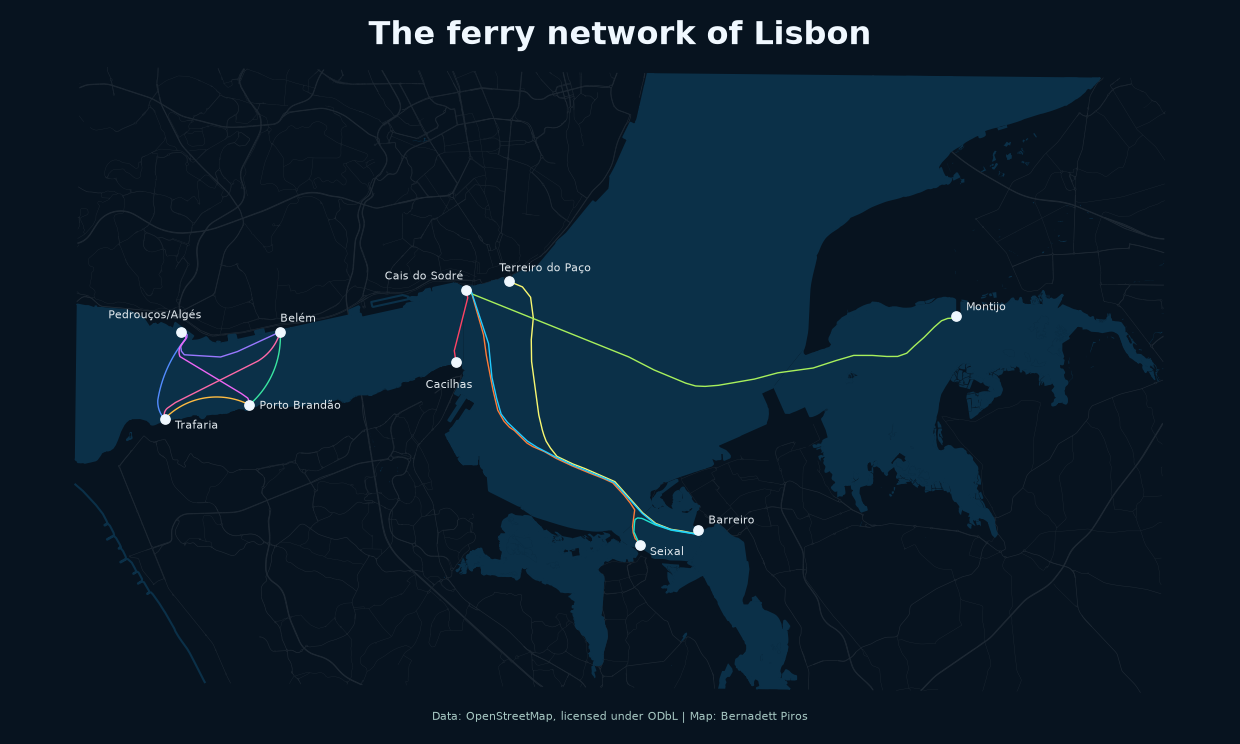 The ferry network of Lisbon
Terreiro do Paço
Cais do Sodré
Montijo
Pedrouços/Algés
Belém
Cacilhas
Porto Brandão
Trafaria
Barreiro
Seixal
Data: OpenStreetMap, licensed under ODbL | Map: Bernadett Piros